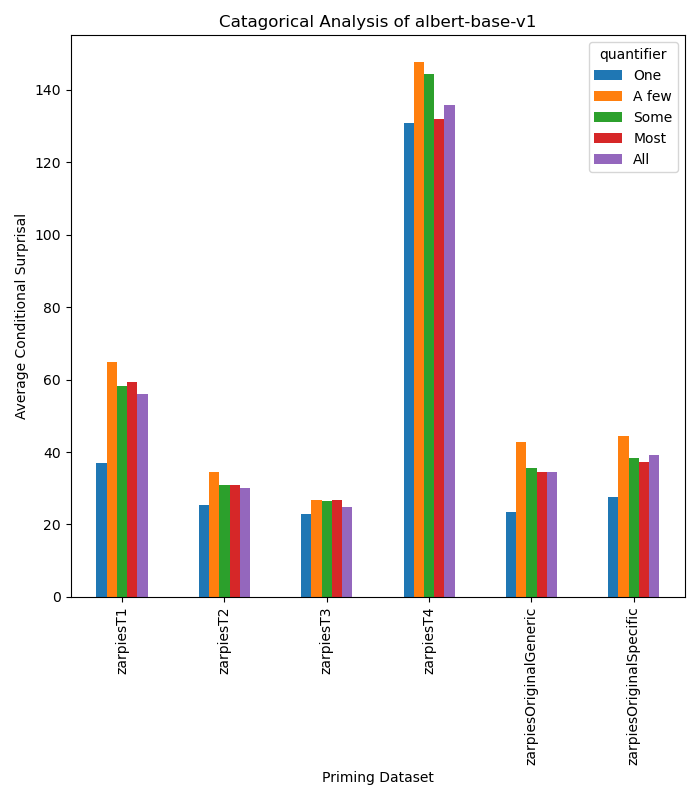 Catagorical Analysis of albert-base-v1
quantifier
One
A few
Some
Most
All
Average Conditional Surprisal
140
120
100
80
60
40
20
0
zarpiesT1
zarpiesT2
zarpiesT3
zarpiesT4
zarpiesOriginalGeneric
zarpiesOriginalSpecific
Priming Dataset